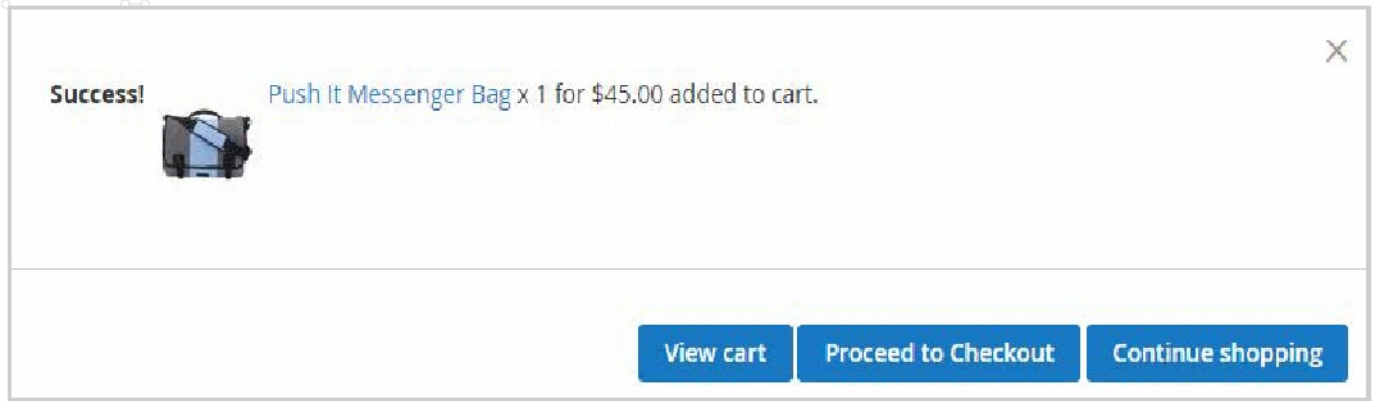 Success!
Push It Messenger Bag x 1 for $45.00 added to cart.
View cart
Proceed to Checkout
Continue shopping